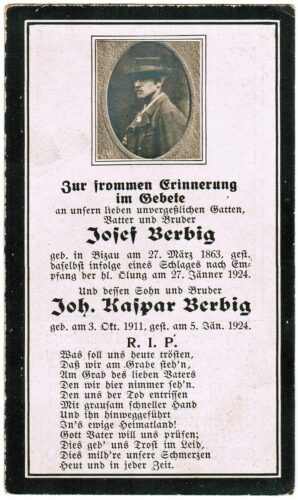 Zur frommen Erinnerung
im Gebete
an unsern lieben unvergeßlichen Gatten,
Vatter und Bruder
Josef Berbig
geb. in Bizau am 27. März 1863, gest.
daselbst infolge eines Schlages nach Em-
pfang der hl. Ölung am 27. Jänner 1924.
Und dessen Sohn und Bruder
Joh. Kaspar Berbig
geb. am 3. Okt. 1911, gest. am 5. Jän. 1924.
R. I. P.
Was soll uns heute trösten,
Daß wir am Grabe steh'n,
Am Grab des lieben Vaters
Den wir hier nimmer seh'n.
Den uns der Tod entrissen
Mit grausam schneller Hand
Und ihn hinweggeführt
In's ewige Heimatland!
Gott Vater will uns prüfen;
Dies geb' uns Trost im Leid,
Dies mild're unsre Schmerzen
Heut und in jeder Zeit.